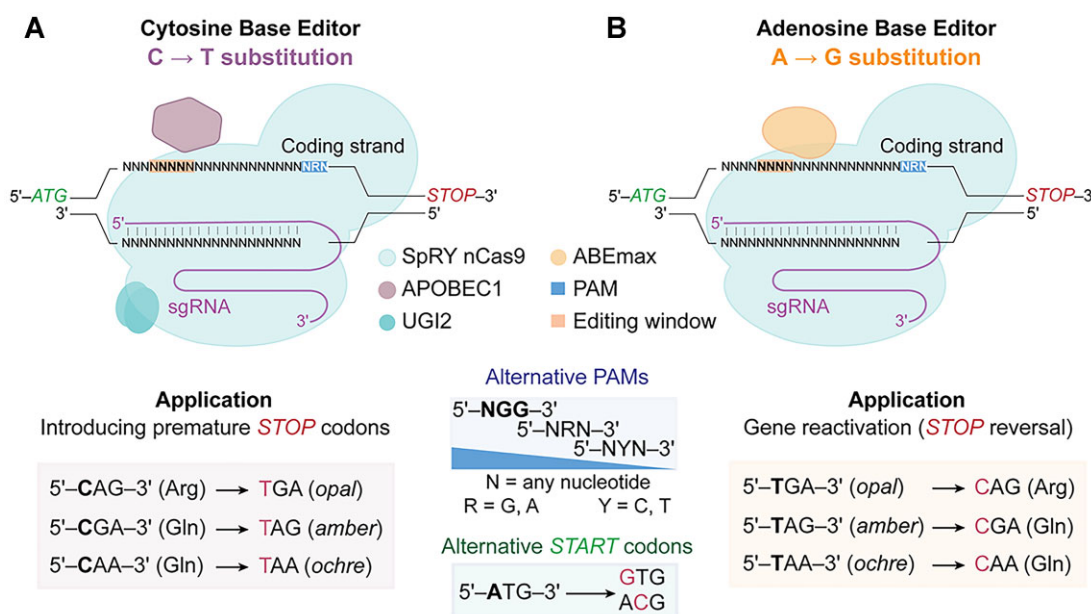 A
Cytosine Base Editor
C → T substitution
Coding strand
NNNNNNNNNNNNNNNNNNNNNRN
5'–ATG
STOP–3'
3'
5'
5'
NNNNNNNNNNNNNNNNNNNN
sgRNA
3'
B
Adenosine Base Editor
A → G substitution
Coding strand
NNNNNNNNNNNNNNNNNNNNNRN
5'–ATG
STOP–3'
3'
5'
5'
NNNNNNNNNNNNNNNNNNNN
sgRNA
3'
SpRY nCas9
APOBEC1
UGI2
ABEmax
PAM
Editing window
Application
Introducing premature STOP codons
5'–CAG–3' (Arg) → TGA (opal)
5'–CGA–3' (Gln) → TAG (amber)
5'–CAA–3' (Gln) → TAA (ochre)
Alternative PAMs
5'–NGG–3'
5'–NRN–3'
5'–NYN–3'
N = any nucleotide
R = G, A Y = C, T
Alternative START codons
5'–ATG–3' → GTG
ACG
Application
Gene reactivation (STOP reversal)
5'–TGA–3' (opal) → CAG (Arg)
5'–TAG–3' (amber) → CGA (Gln)
5'–TAA–3' (ochre) → CAA (Gln)